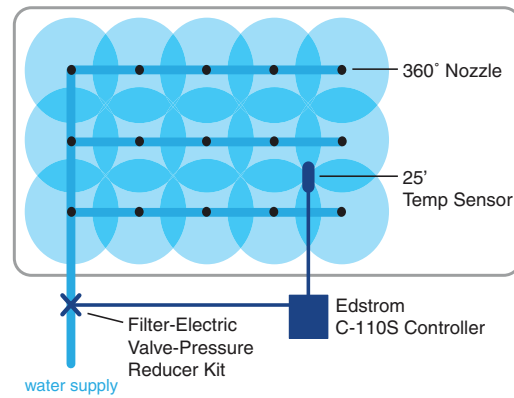 360˚ Nozzle
25'
Temp Sensor
Edstrom
C-110S Controller
Filter-Electric
Valve-Pressure
Reducer Kit
water supply